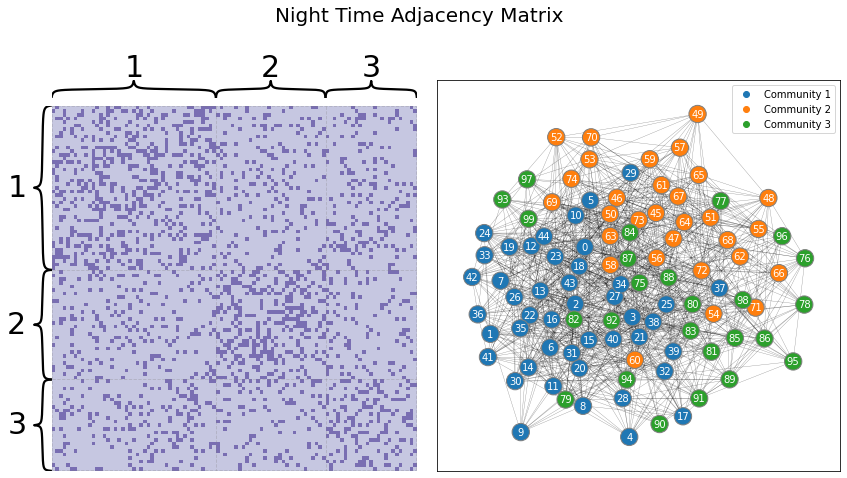 Night Time Adjacency Matrix
1 2 3
1
2
3
Community 1
Community 2
Community 3
49
52 70
57
53 59
29
97 74 65
61
93 69 5 46 67 77 48
10 50 45
99 73 64 51 55
24 44 63 84 47 68 96
19 12 0
33 23 87 56 62 76
18 58 72 66
42 7 43 34 75 88
13 37
26 27
2 25 80 98 78
36 22 16 82 92 3 38 54 71
1 35 83
15 40 21 85 86
41 6 31 39 81
60 95
14 20 32
30 94 89
11
79 8 28 91
17
9 4 90